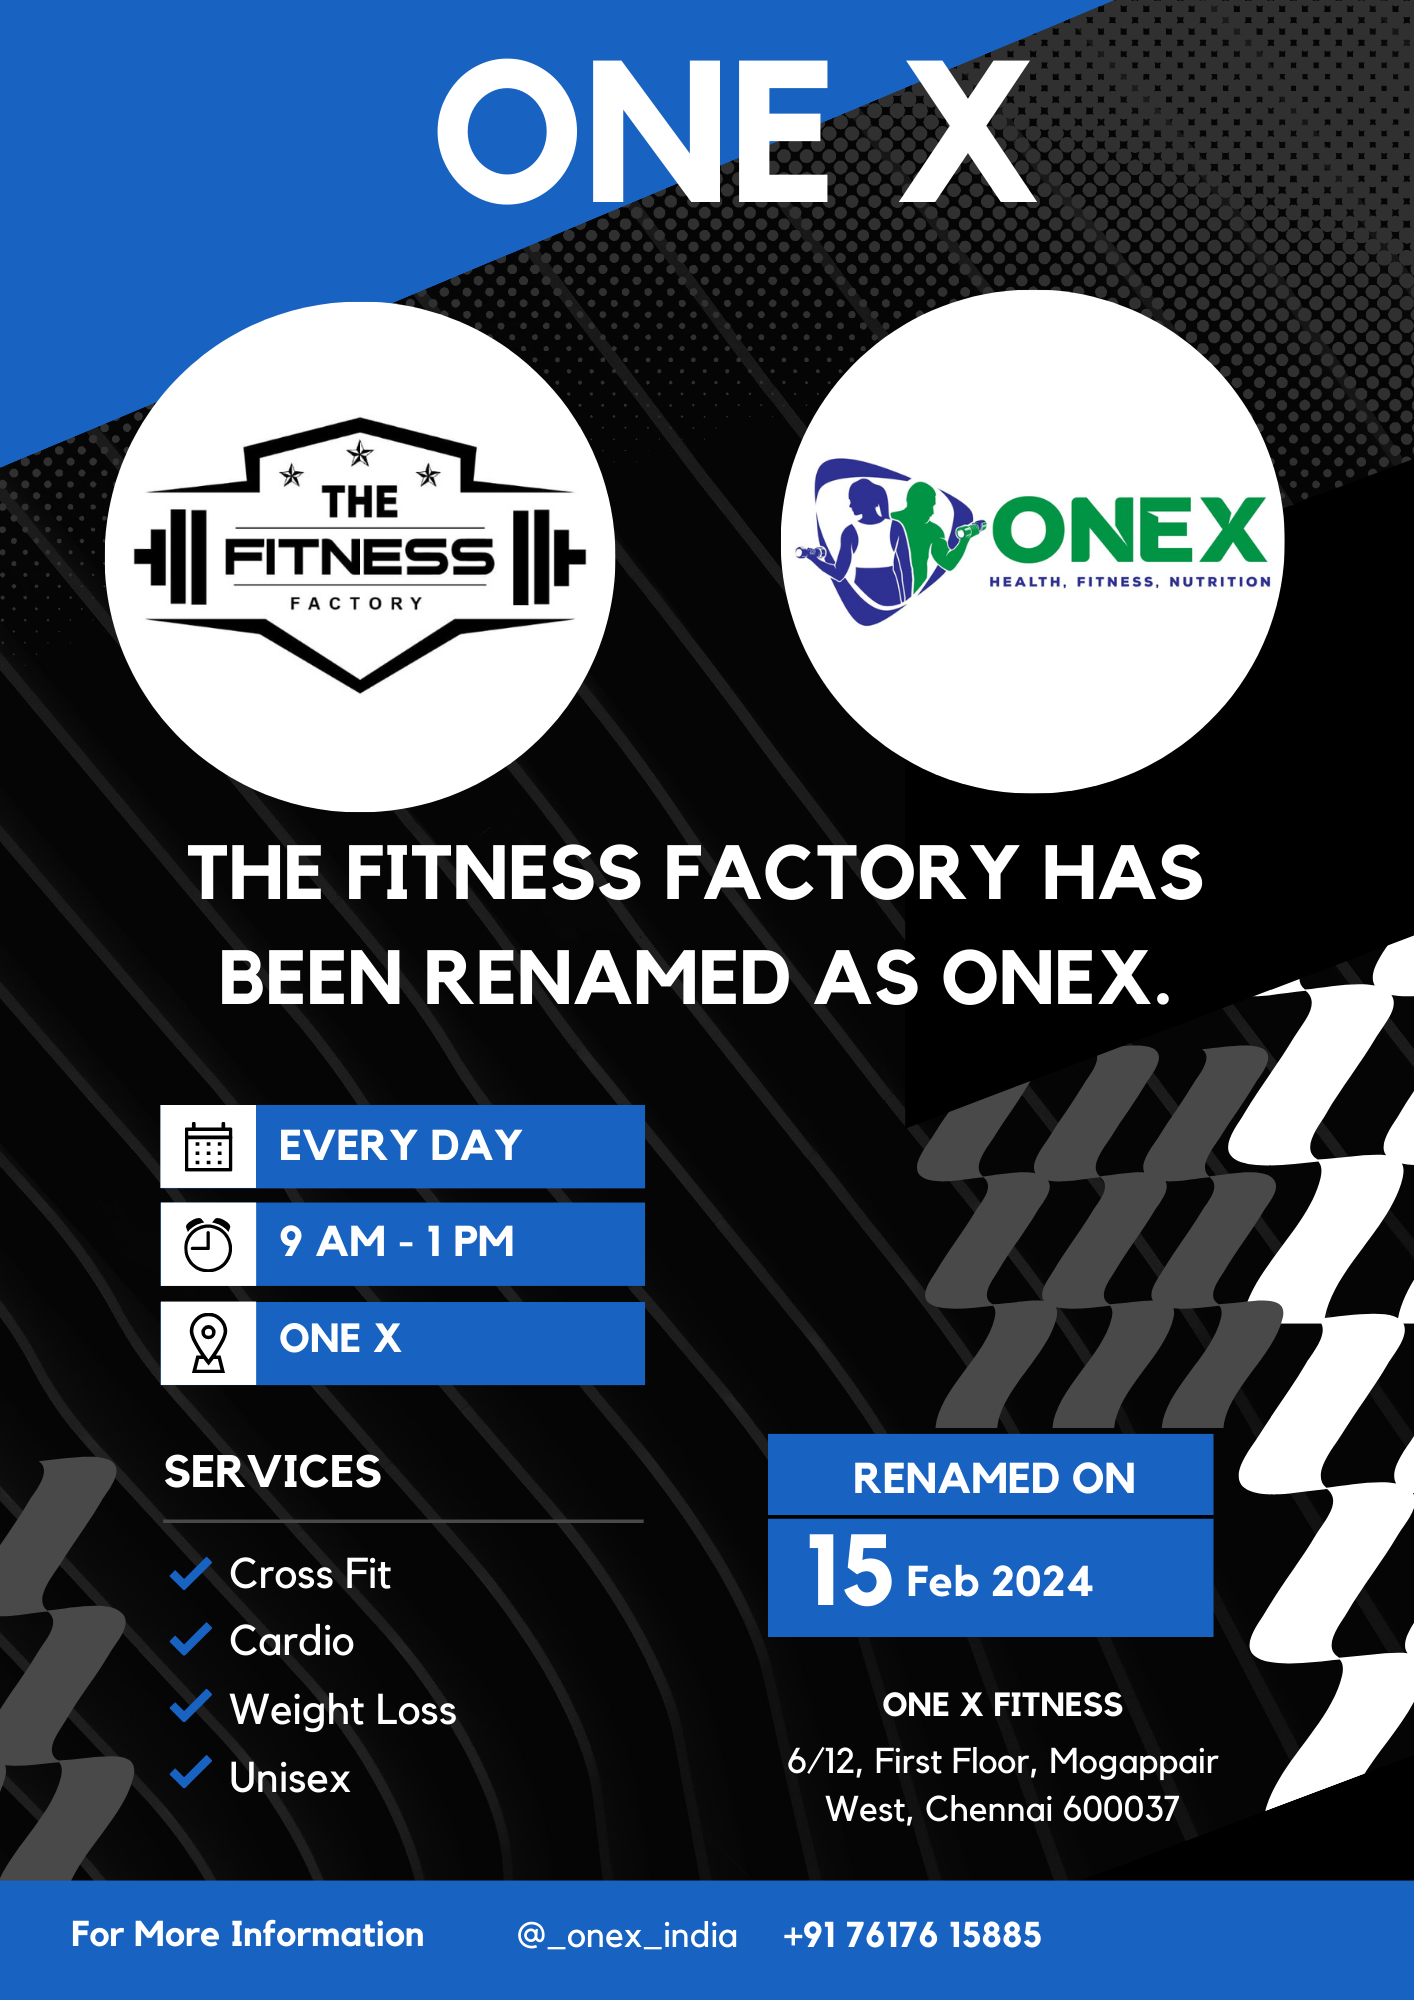 ONE X
THE
FITNESS
FACTORY
ONEX
HEALTH, FITNESS, NUTRITION
THE FITNESS FACTORY HAS
BEEN RENAMED AS ONEX.
EVERY DAY
9 AM - 1 PM
ONE X
SERVICES
Cross Fit
Cardio
Weight Loss
Unisex
RENAMED ON
15 Feb 2024
ONE X FITNESS
6/12, First Floor, Mogappair
West, Chennai 600037
For More Information @_onex_india +91 76176 15885